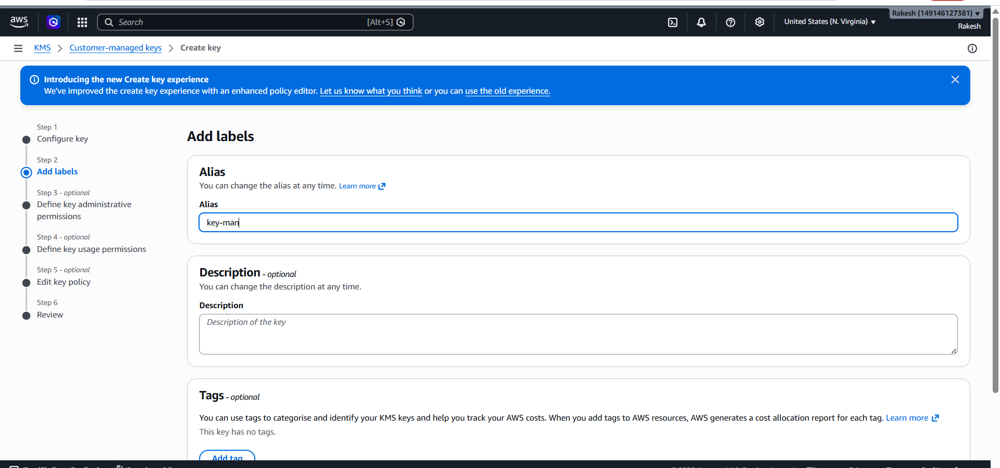 aws
Search
[Alt+S]
United States (N. Virginia)
Rakesh (149146127381)
Rakesh
KMS
Customer-managed keys
Create key
Introducing the new Create key experience
We've improved the create key experience with an enhanced policy editor. Let us know what you think or you can use the old experience.
Step 1
Configure key
Step 2
Add labels
Step 3 - optional
Define key administrative
permissions
Step 4 - optional
Define key usage permissions
Step 5 - optional
Edit key policy
Step 6
Review
Add labels
Alias
You can change the alias at any time. Learn more
Alias
key-man
Description - optional
You can change the description at any time.
Description
Description of the key
Tags - optional
You can use tags to categorise and identify your KMS keys and help you track your AWS costs. When you add tags to AWS resources, AWS generates a cost allocation report for each tag. Learn more
This key has no tags.
Add tag